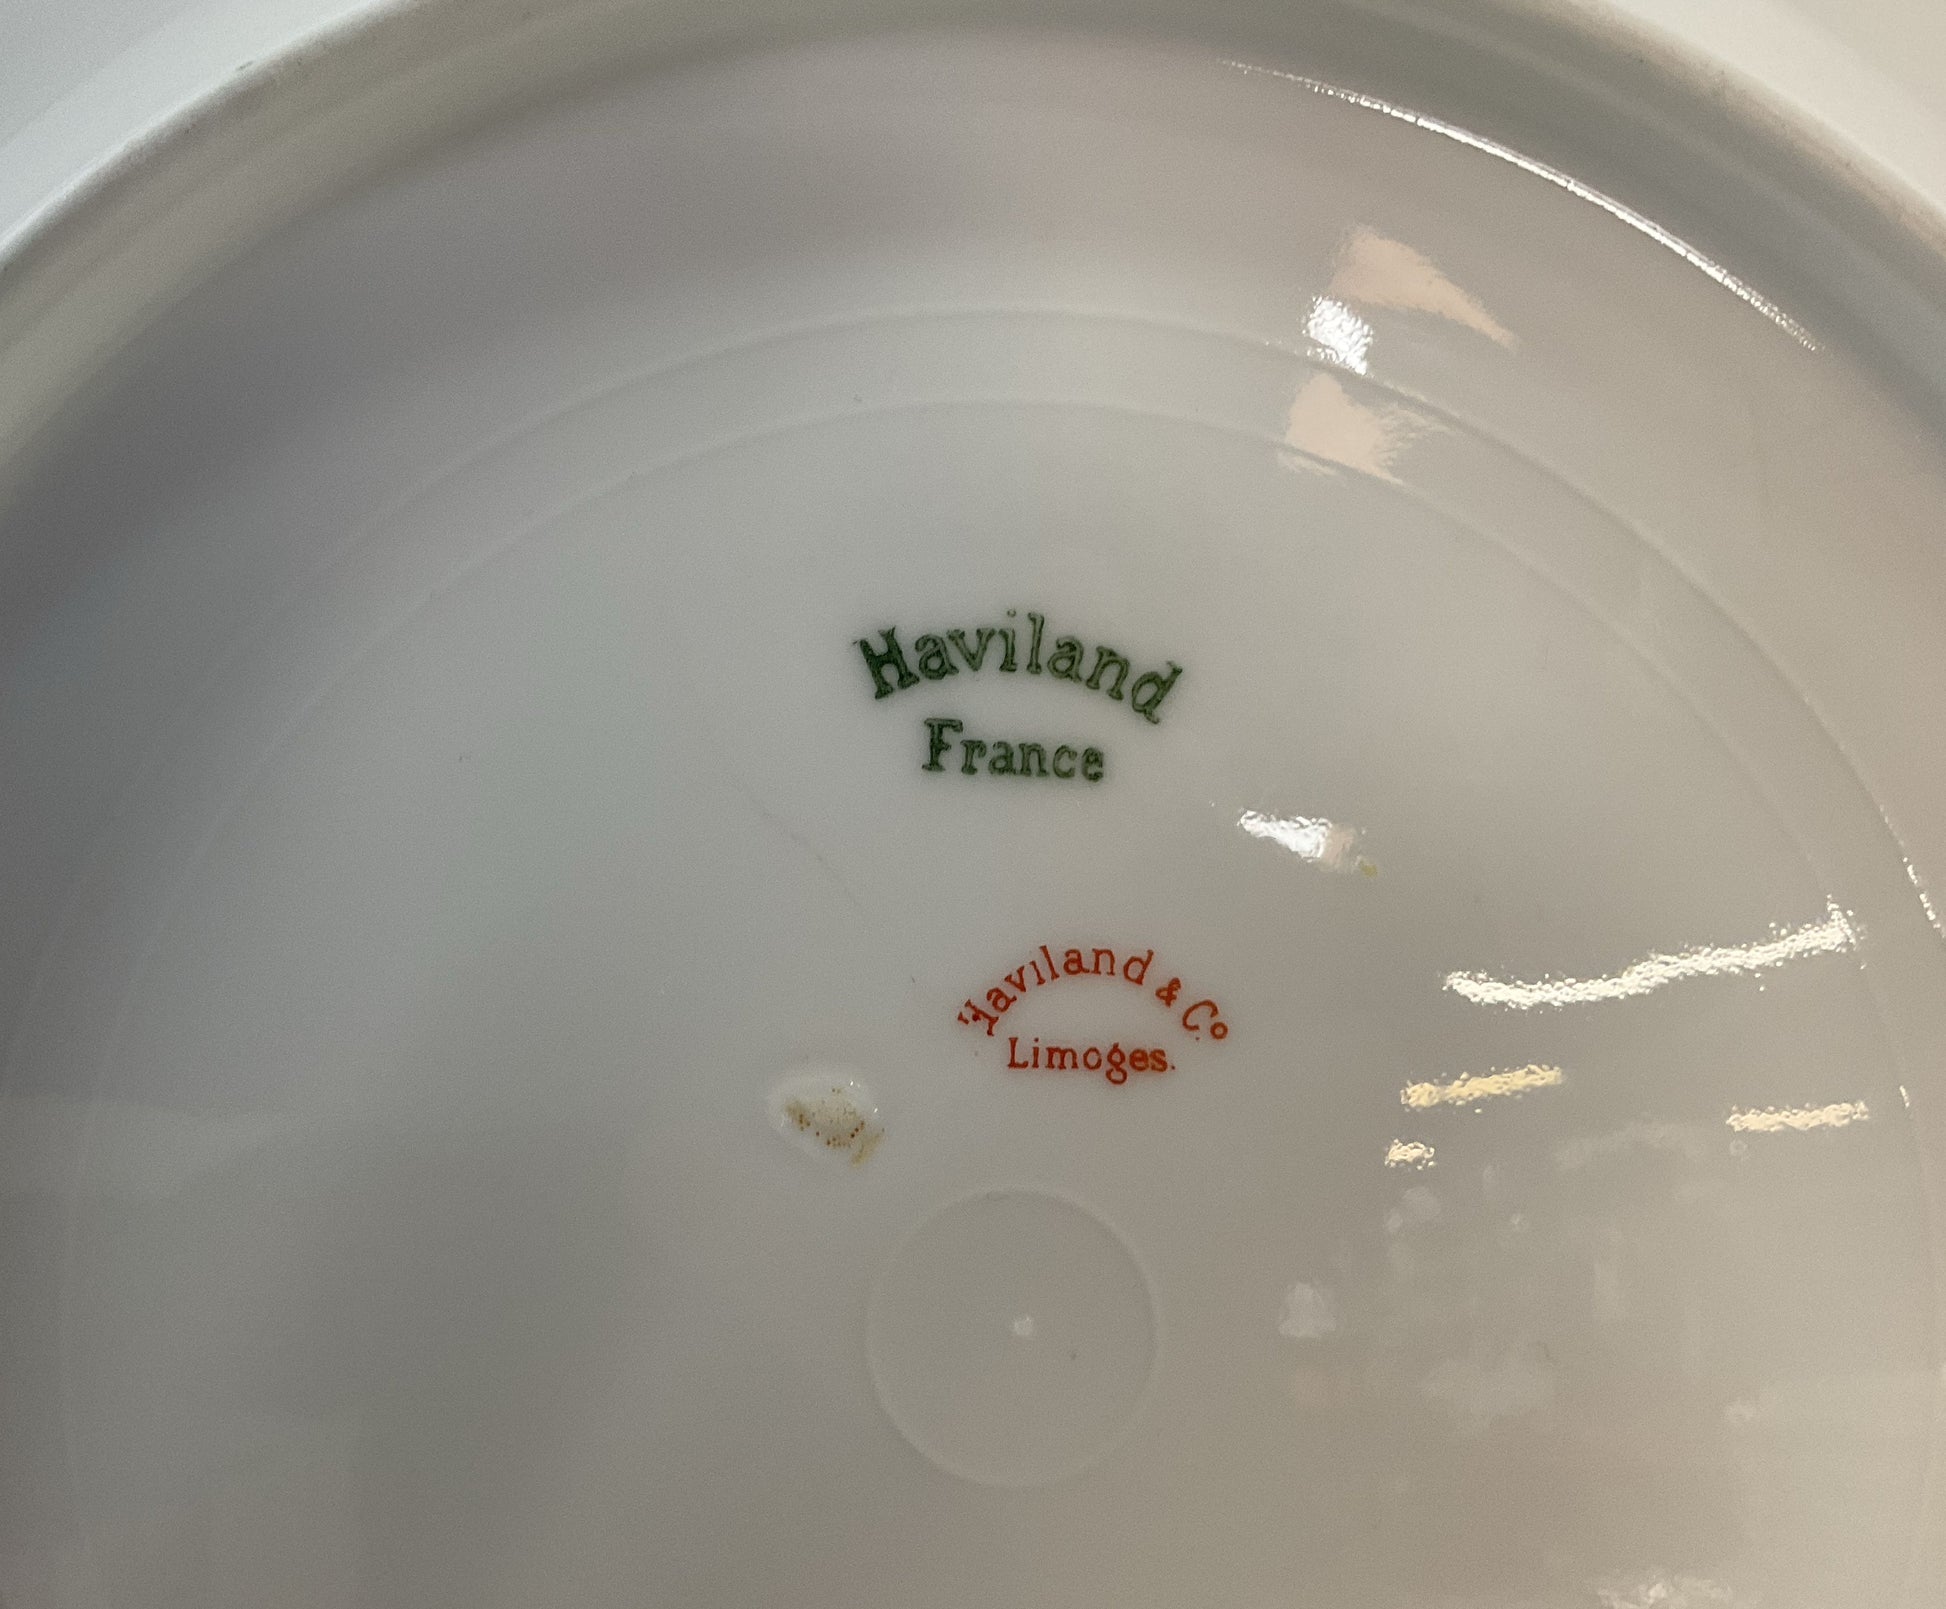 Haviland
France
Haviland & Co
Limoges.